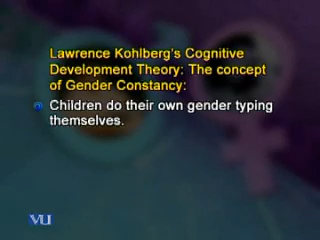 Lawrence Kohlberg's Cognitive
Development Theory: The concept
of Gender Constancy:
Children do their own gender typing
themselves.
VU